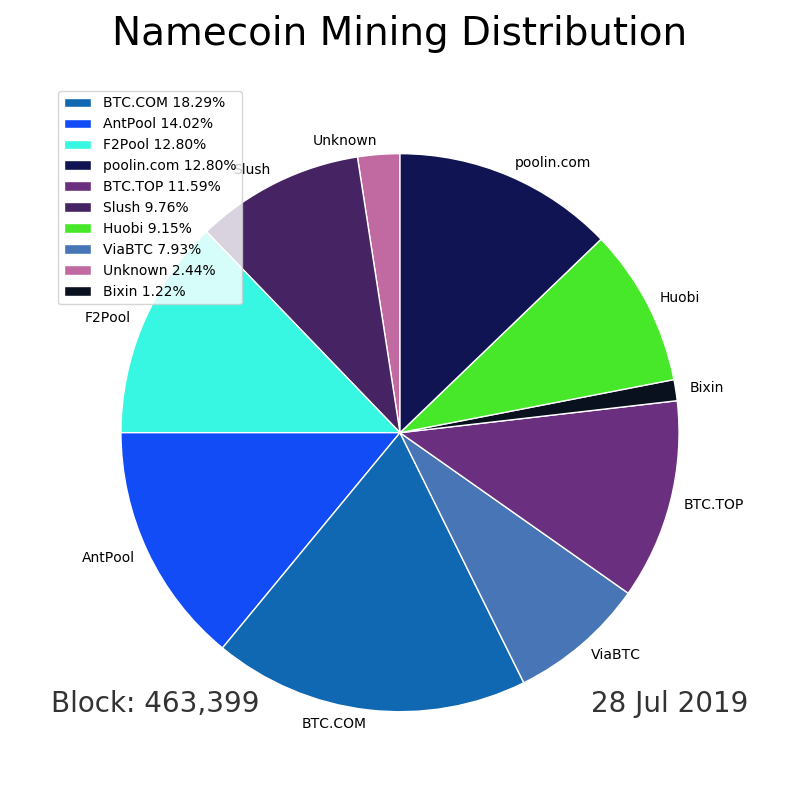 Namecoin Mining Distribution
BTC.COM 18.29%
AntPool 14.02%
F2Pool 12.80%
poolin.com 12.80%
BTC.TOP 11.59%
Slush 9.76%
Huobi 9.15%
ViaBTC 7.93%
Unknown 2.44%
Bixin 1.22%
Unknown
poolin.com
Slush
Huobi
F2Pool
Bixin
BTC.TOP
AntPool
ViaBTC
BTC.COM
Block: 463,399
28 Jul 2019